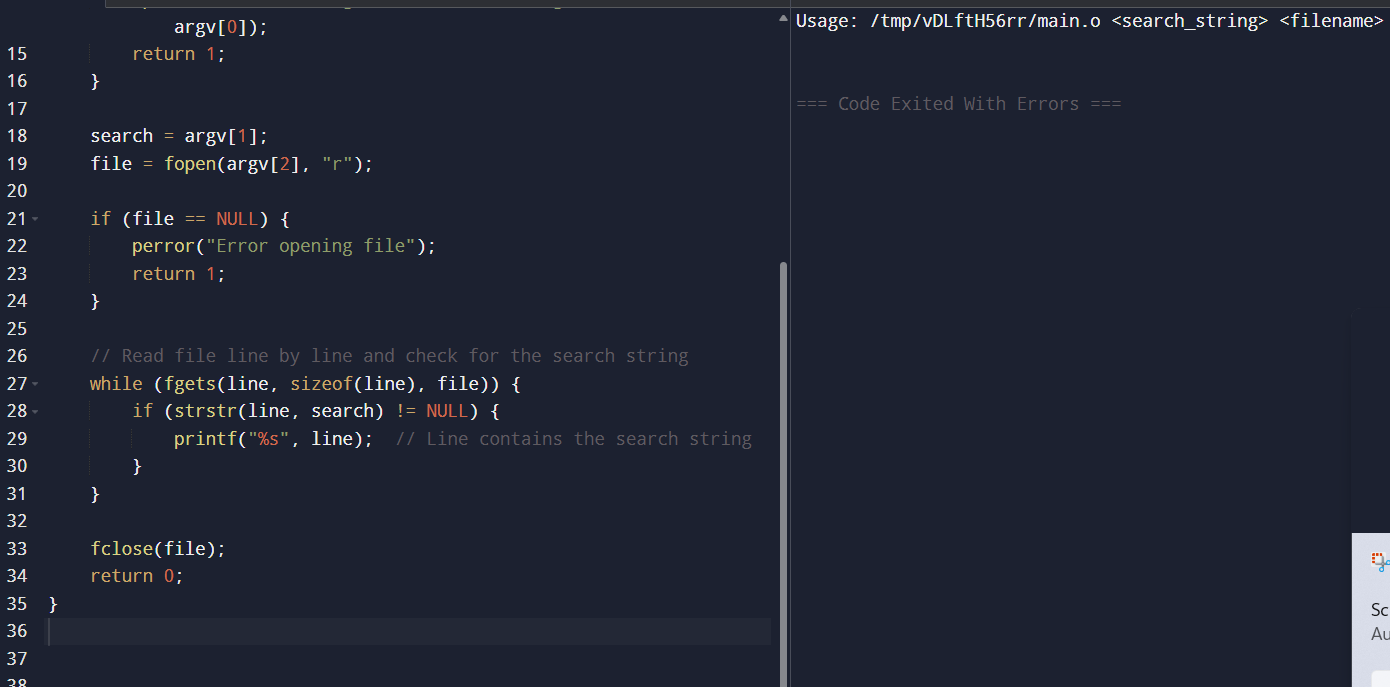 argv[0]);
15 return 1;
16 }
17
18 search = argv[1];
19 file = fopen(argv[2], "r");
20
21 if (file == NULL) {
22 perror("Error opening file");
23 return 1;
24 }
25
26 // Read file line by line and check for the search string
27 while (fgets(line, sizeof(line), file)) {
28 if (strstr(line, search) != NULL) {
29 printf("%s", line); // Line contains the search string
30 }
31 }
32
33 fclose(file);
34 return 0;
35 }
36
37
38
Usage: /tmp/vDLftH56rr/main.o <search_string> <filename>
=== Code Exited With Errors ===
Sc
Au